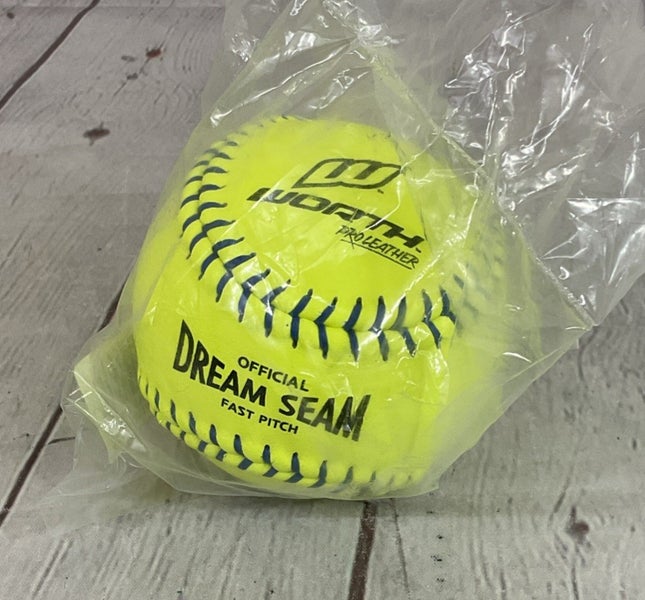 WORTH
PRO LEATHER
OFFICIAL
DREAM SEAM
FAST PITCH